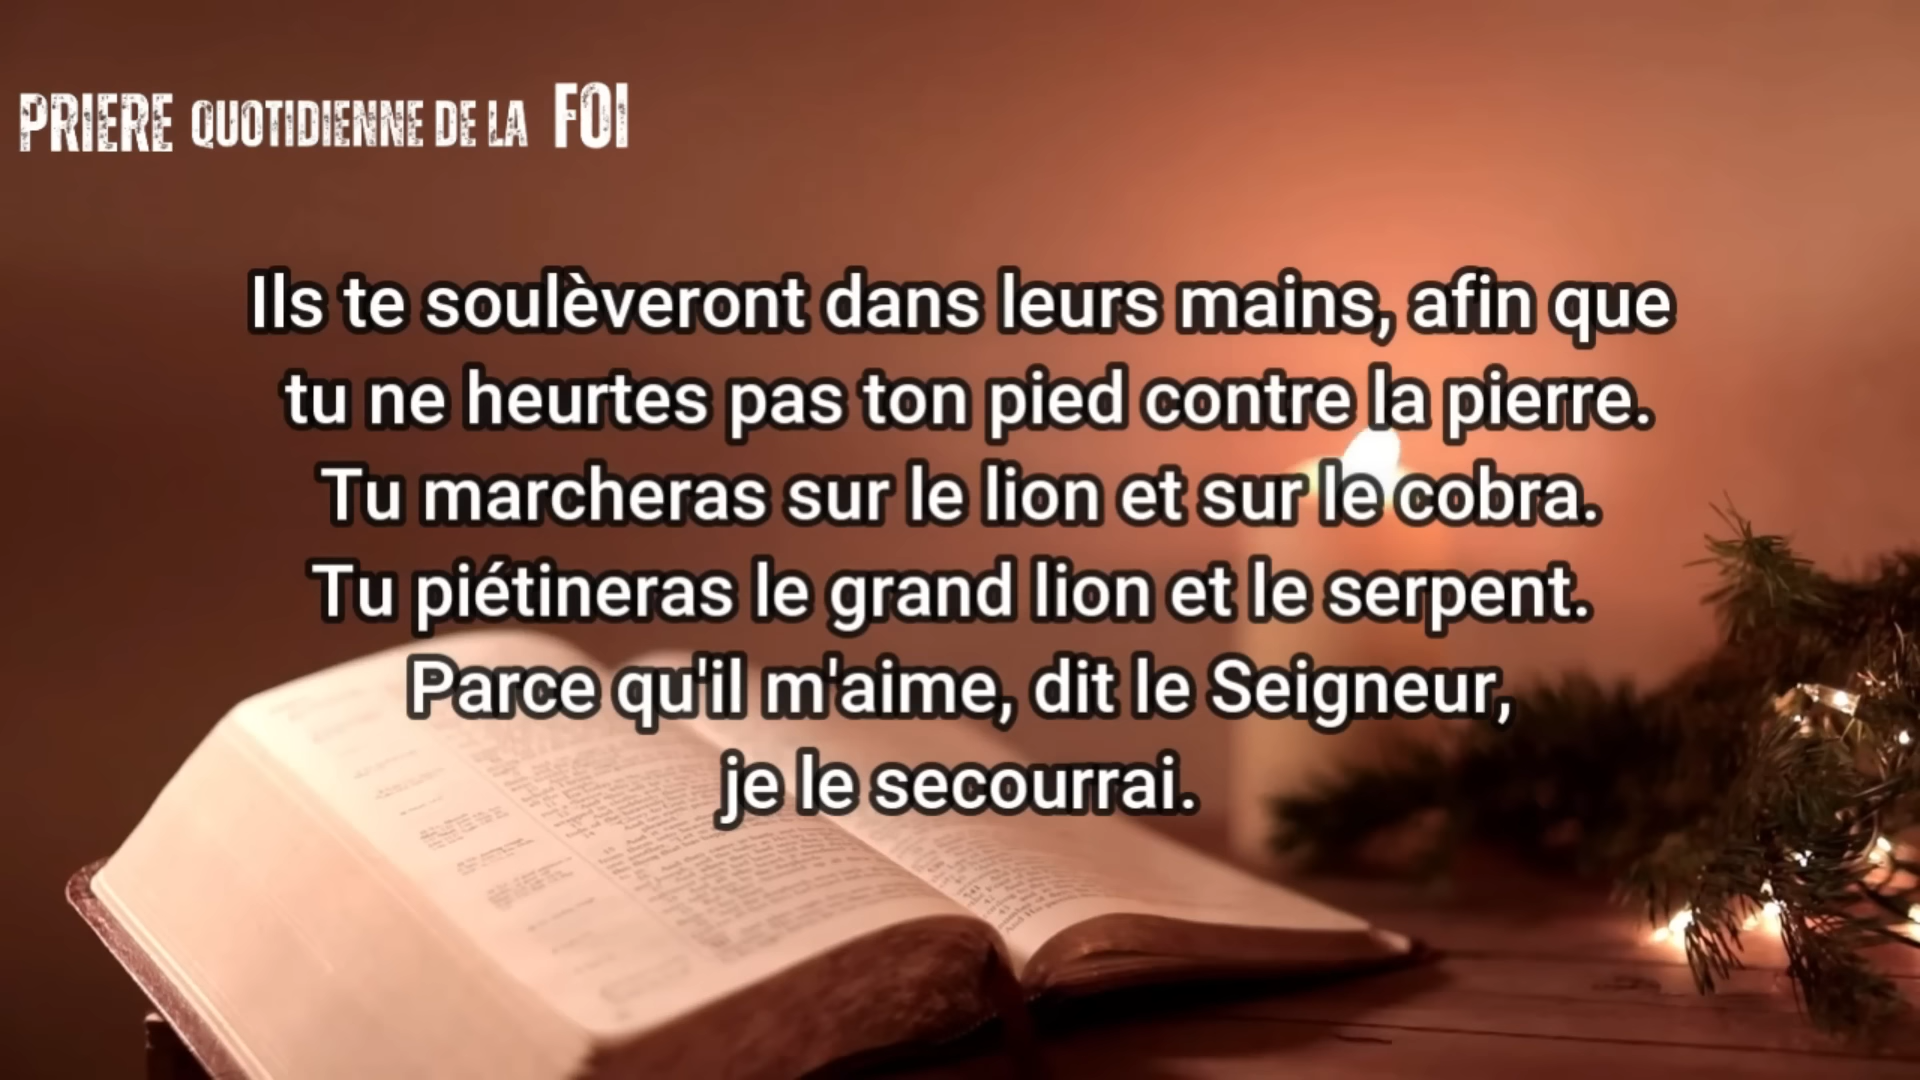 PRIERE QUOTIDIENNE DE LA FOI
Ils te soulèveront dans leurs mains, afin que
tu ne heurtes pas ton pied contre la pierre.
Tu marcheras sur le lion et sur le cobra.
Tu piétineras le grand lion et le serpent.
Parce qu'il m'aime, dit le Seigneur,
je le secourrai.